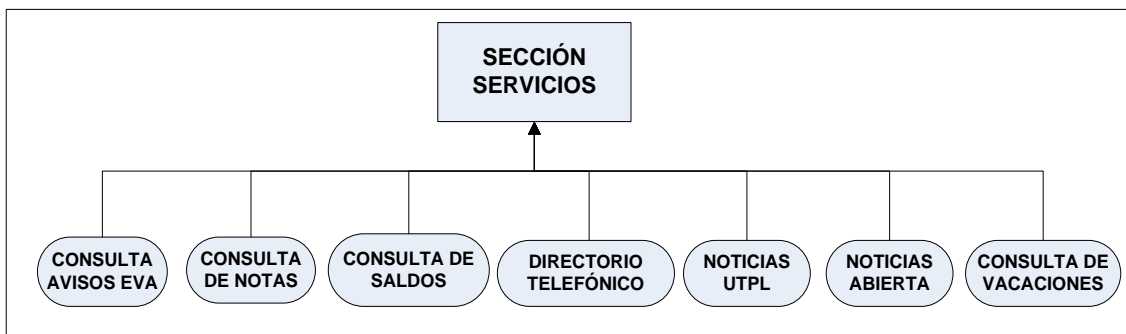 SECCIÓN
SERVICIOS
CONSULTA
AVISOS EVA
CONSULTA
DE NOTAS
CONSULTA DE
SALDOS
DIRECTORIO
TELEFÓNICO
NOTICIAS
UTPL
NOTICIAS
ABIERTA
CONSULTA DE
VACACIONES